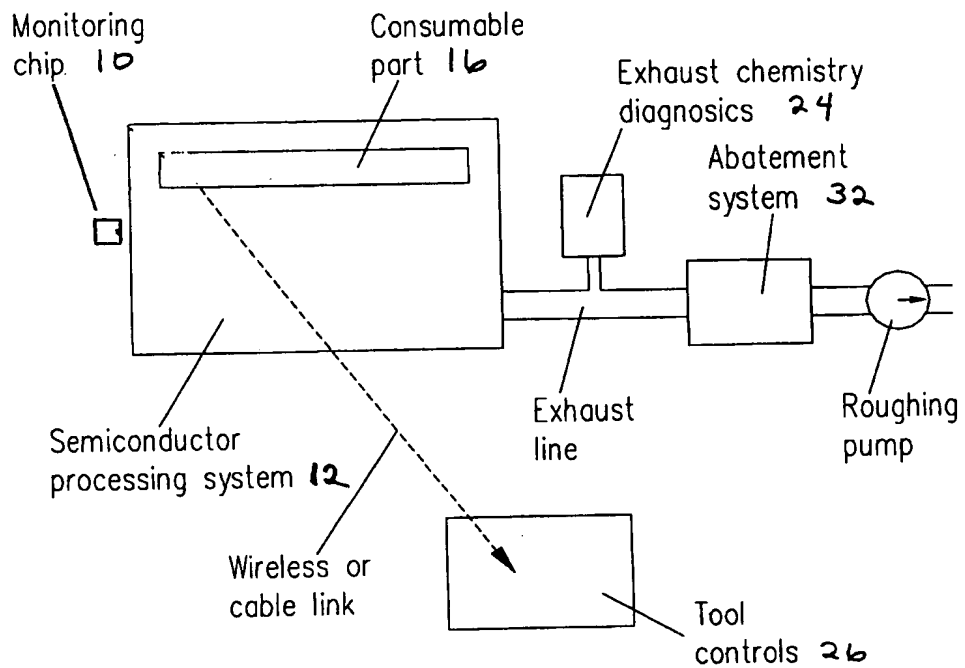 Monitoring
chip. 10
Consumable
part 16
Exhaust chemistry
diagnosics 24
Abatement
system 32
Semiconductor
processing system 12
Exhaust
line
Roughing
pump
Wireless or
cable link
Tool
controls 26